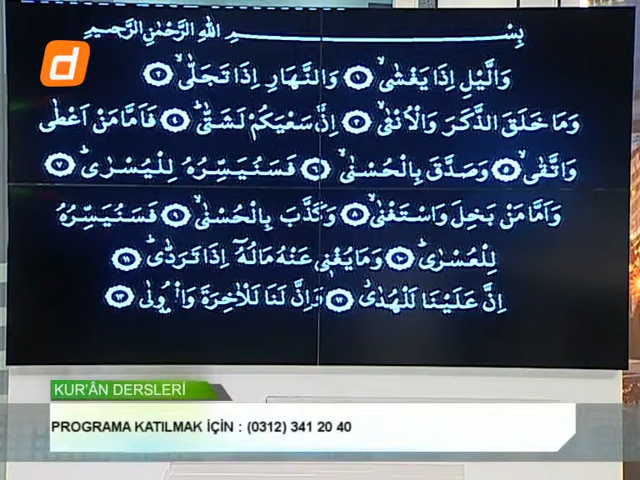 بِسْمِ اللّٰهِ الرَّحْمٰنِ الرَّحٖيمِ
وَالَّيْلِ اِذَا يَغْشٰىۙ ﴿١﴾ وَالنَّهَارِ اِذَا تَجَلّٰىۙ ﴿٢﴾
وَمَا خَلَقَ الذَّكَرَ وَالْاُنْثٰىۙ ﴿٣﴾ اِنَّ سَعْيَكُمْ لَشَتّٰىۜ ﴿٤﴾ فَاَمَّا مَنْ اَعْطٰى
وَاتَّقٰىۙ ﴿٥﴾ وَصَدَّقَ بِالْحُسْنٰىۙ ﴿٦﴾ فَسَنُيَسِّرُهُ لِلْيُسْرٰىۜ ﴿٧﴾
وَاَمَّا مَنْ بَخِلَ وَاسْتَغْنٰىۙ ﴿٨﴾ وَكَذَّبَ بِالْحُسْنٰىۙ ﴿٩﴾ فَسَنُيَسِّرُهُ
لِلْعُسْرٰىۜ ﴿١٠﴾ وَمَا يُغْنٖى عَنْهُ مَالُهُٓ اِذَا تَرَدّٰىۜ ﴿١١﴾
اِنَّ عَلَيْنَا لَلْهُدٰىۘ ﴿١٢﴾ وَاِنَّ لَنَا لَلْاٰخِرَةَ وَالْاُولٰى ﴿١٣﴾
d
KUR'ÂN DERSLERİ
PROGRAMA KATILMAK İÇİN : (0312) 341 20 40